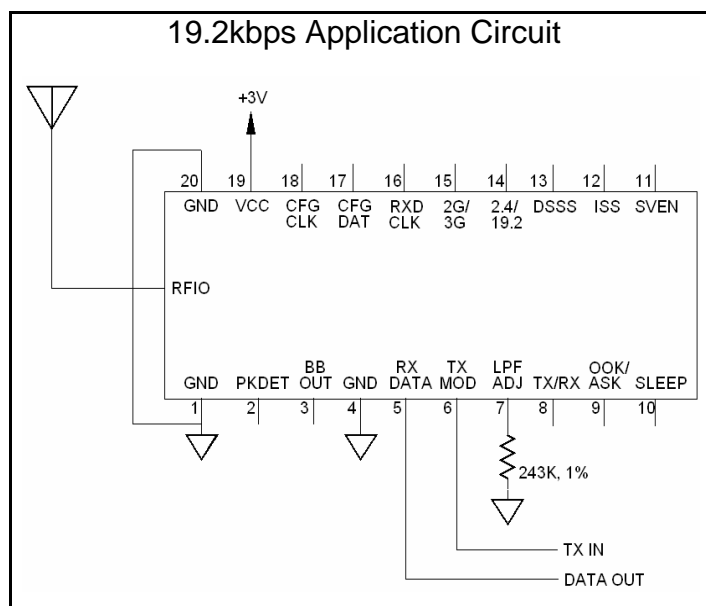 19.2kbps Application Circuit
+3V
20 19 18 17 16 15 14 13 12 11
GND VCC CFG CFG RXD 2G/ 2.4/ DSSS ISS SVEN
CLK DAT CLK 3G 19.2
RFIO
BB RX TX LPF OOK/
GND PKDET OUT GND DATA MOD ADJ TX/RX ASK SLEEP
1 2 3 4 5 6 7 8 9 10
243K, 1%
TX IN
DATA OUT